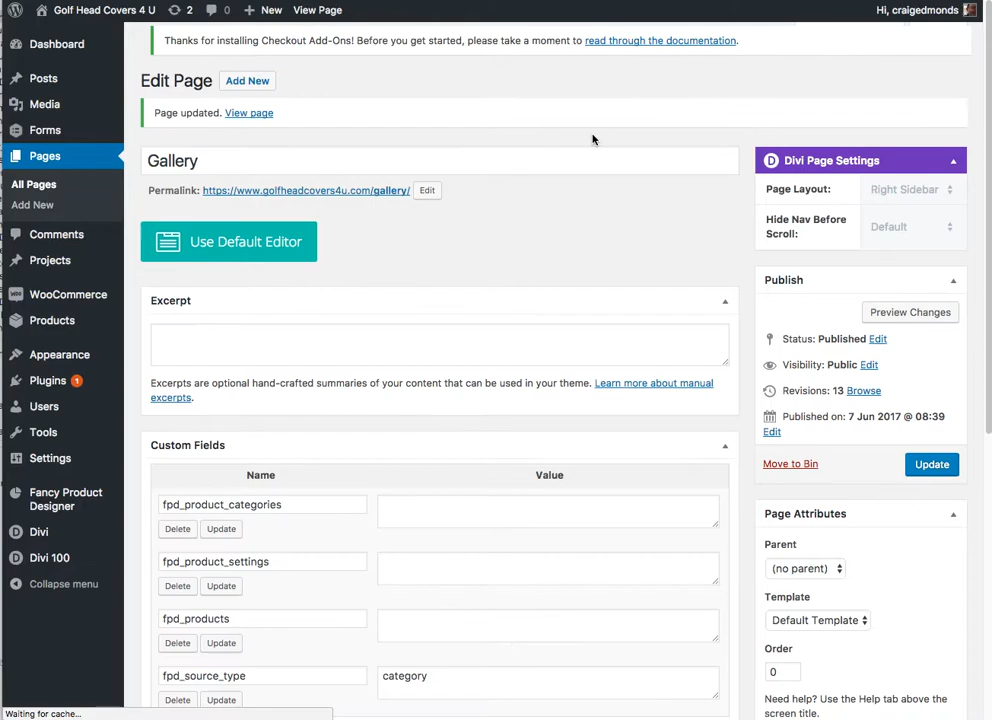 Golf Head Covers 4 U 2 0 New View Page Hi, craigedmonds
Thanks for installing Checkout Add-Ons! Before you get started, please take a moment to read through the documentation.
Dashboard
Posts
Media
Forms
Pages
All Pages
Add New
Comments
Projects
WooCommerce
Products
Appearance
Plugins 1
Users
Tools
Settings
Fancy Product
Designer
Divi
Divi 100
Collapse menu
Edit Page Add New
Page updated. View page
Gallery
Permalink: https://www.golfheadcovers4u.com/gallery/ Edit
Use Default Editor
Excerpt
Excerpts are optional hand-crafted summaries of your content that can be used in your theme. Learn more about manual
excerpts.
Custom Fields
Name Value
fpd_product_categories
Delete Update
fpd_product_settings
Delete Update
fpd_products
Delete Update
fpd_source_type category
Delete Update
Divi Page Settings
Page Layout: Right Sidebar
Hide Nav Before
Scroll: Default
Publish
Preview Changes
Status: Published Edit
Visibility: Public Edit
Revisions: 13 Browse
Published on: 7 Jun 2017 @ 08:39
Edit
Move to Bin Update
Page Attributes
Parent
(no parent)
Template
Default Template
Order
0
Need help? Use the Help tab above the
screen title.
Waiting for cache...